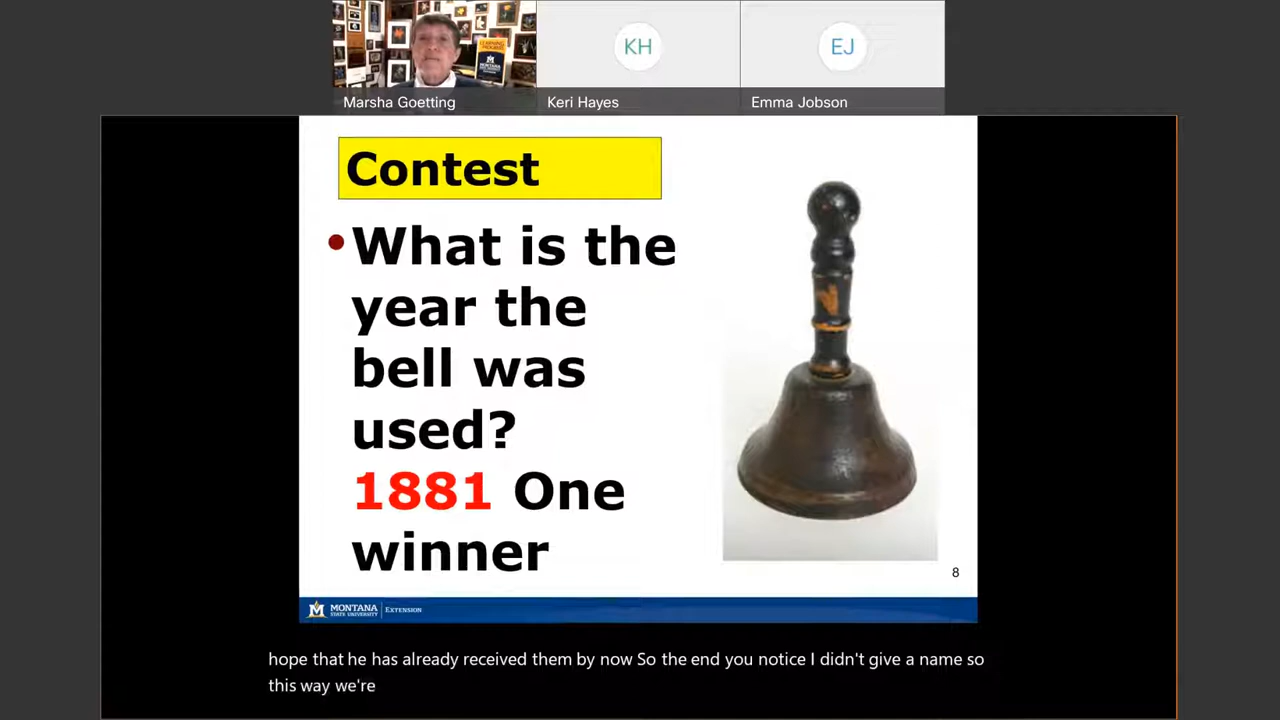 KH
EJ
Marsha Goetting
Keri Hayes
Emma Jobson
Contest
•What is the
year the
bell was
used?
1881 One
winner
8
MONTANA
STATE UNIVERSITY
EXTENSION
hope that he has already received them by now So the end you notice I didn't give a name so
this way we're